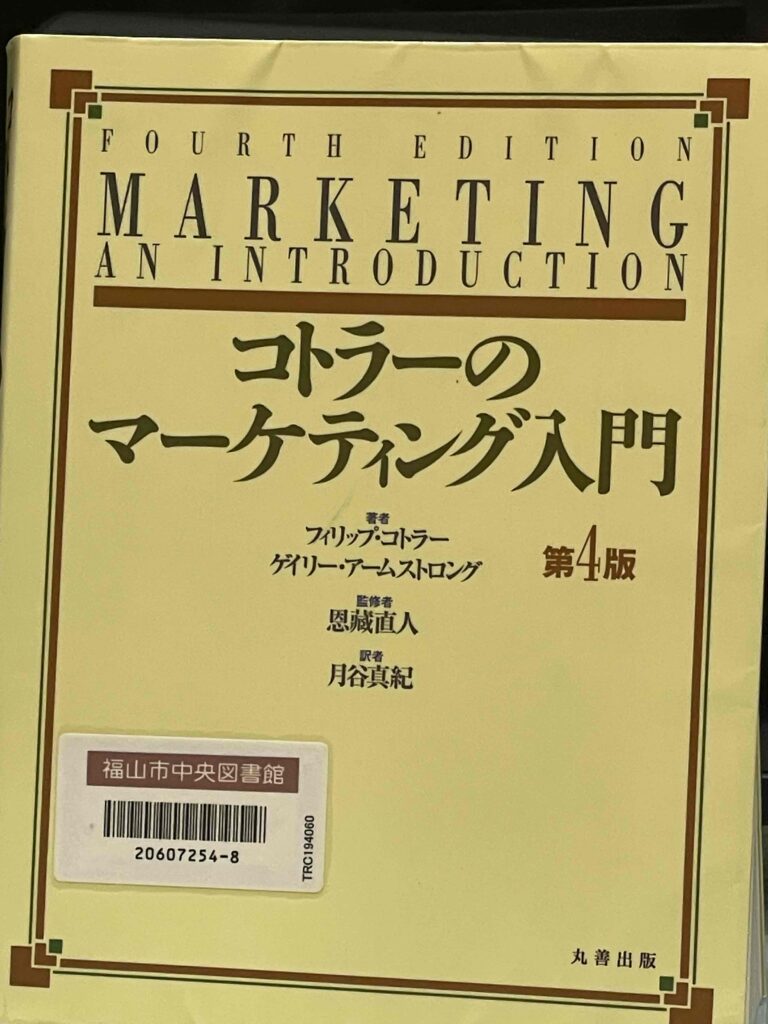 FOURTH EDITION
MARKETING
AN INTRODUCTION
コトラーの
マーケティング入門
著者
フィリップ・コトラー
ゲイリー・アームストロング
第4版
監修者
恩藏直人
訳者
月谷真紀
福山市中央図書館
20607254-8
TRC194060
丸善出版